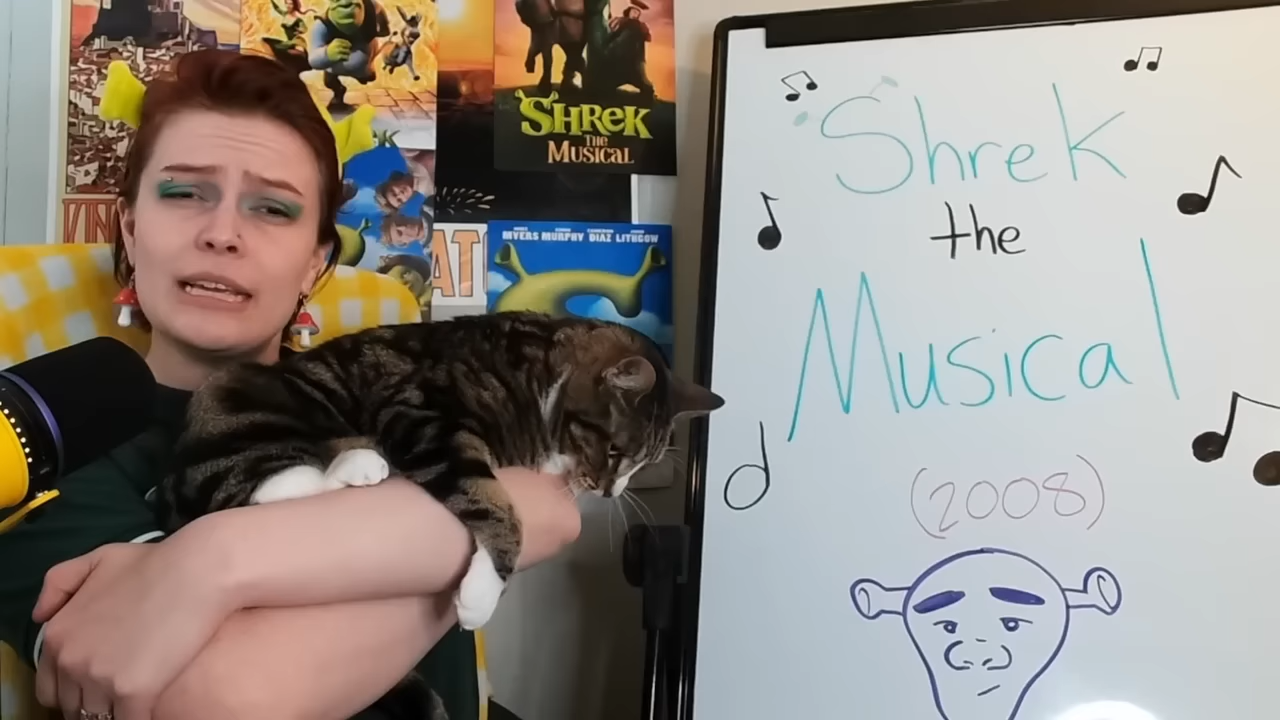 SHREK
THE
MUSICAL
MYERS MURPHY DIAZ LITHGOW
Shrek
the
Musical
(2008)